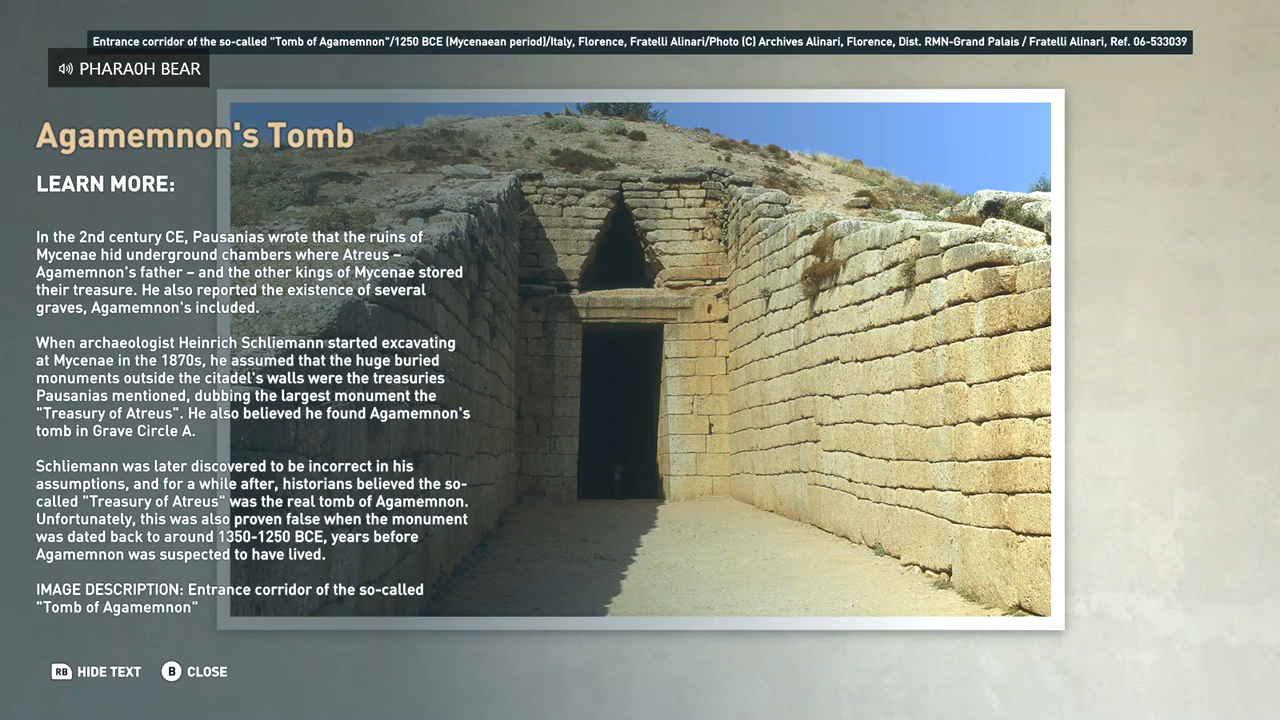 Entrance corridor of the so-called "Tomb of Agamemnon"/1250 BCE (Mycenaean period)/Italy, Florence, Fratelli Alinari/Photo (C) Archives Alinari, Florence, Dist. RMN-Grand Palais / Fratelli Alinari, Ref. 06-533039
PHARA0H BEAR
Agamemnon's Tomb
LEARN MORE:
In the 2nd century CE, Pausanias wrote that the ruins of
Mycenae hid underground chambers where Atreus –
Agamemnon's father – and the other kings of Mycenae stored
their treasure. He also reported the existence of several
graves, Agamemnon's included.
When archaeologist Heinrich Schliemann started excavating
at Mycenae in the 1870s, he assumed that the huge buried
monuments outside the citadel's walls were the treasuries
Pausanias mentioned, dubbing the largest monument the
"Treasury of Atreus". He also believed he found Agamemnon's
tomb in Grave Circle A.
Schliemann was later discovered to be incorrect in his
assumptions, and for a while after, historians believed the so-
called "Treasury of Atreus" was the real tomb of Agamemnon.
Unfortunately, this was also proven false when the monument
was dated back to around 1350-1250 BCE, years before
Agamemnon was suspected to have lived.
IMAGE DESCRIPTION: Entrance corridor of the so-called
"Tomb of Agamemnon"
RB HIDE TEXT B CLOSE